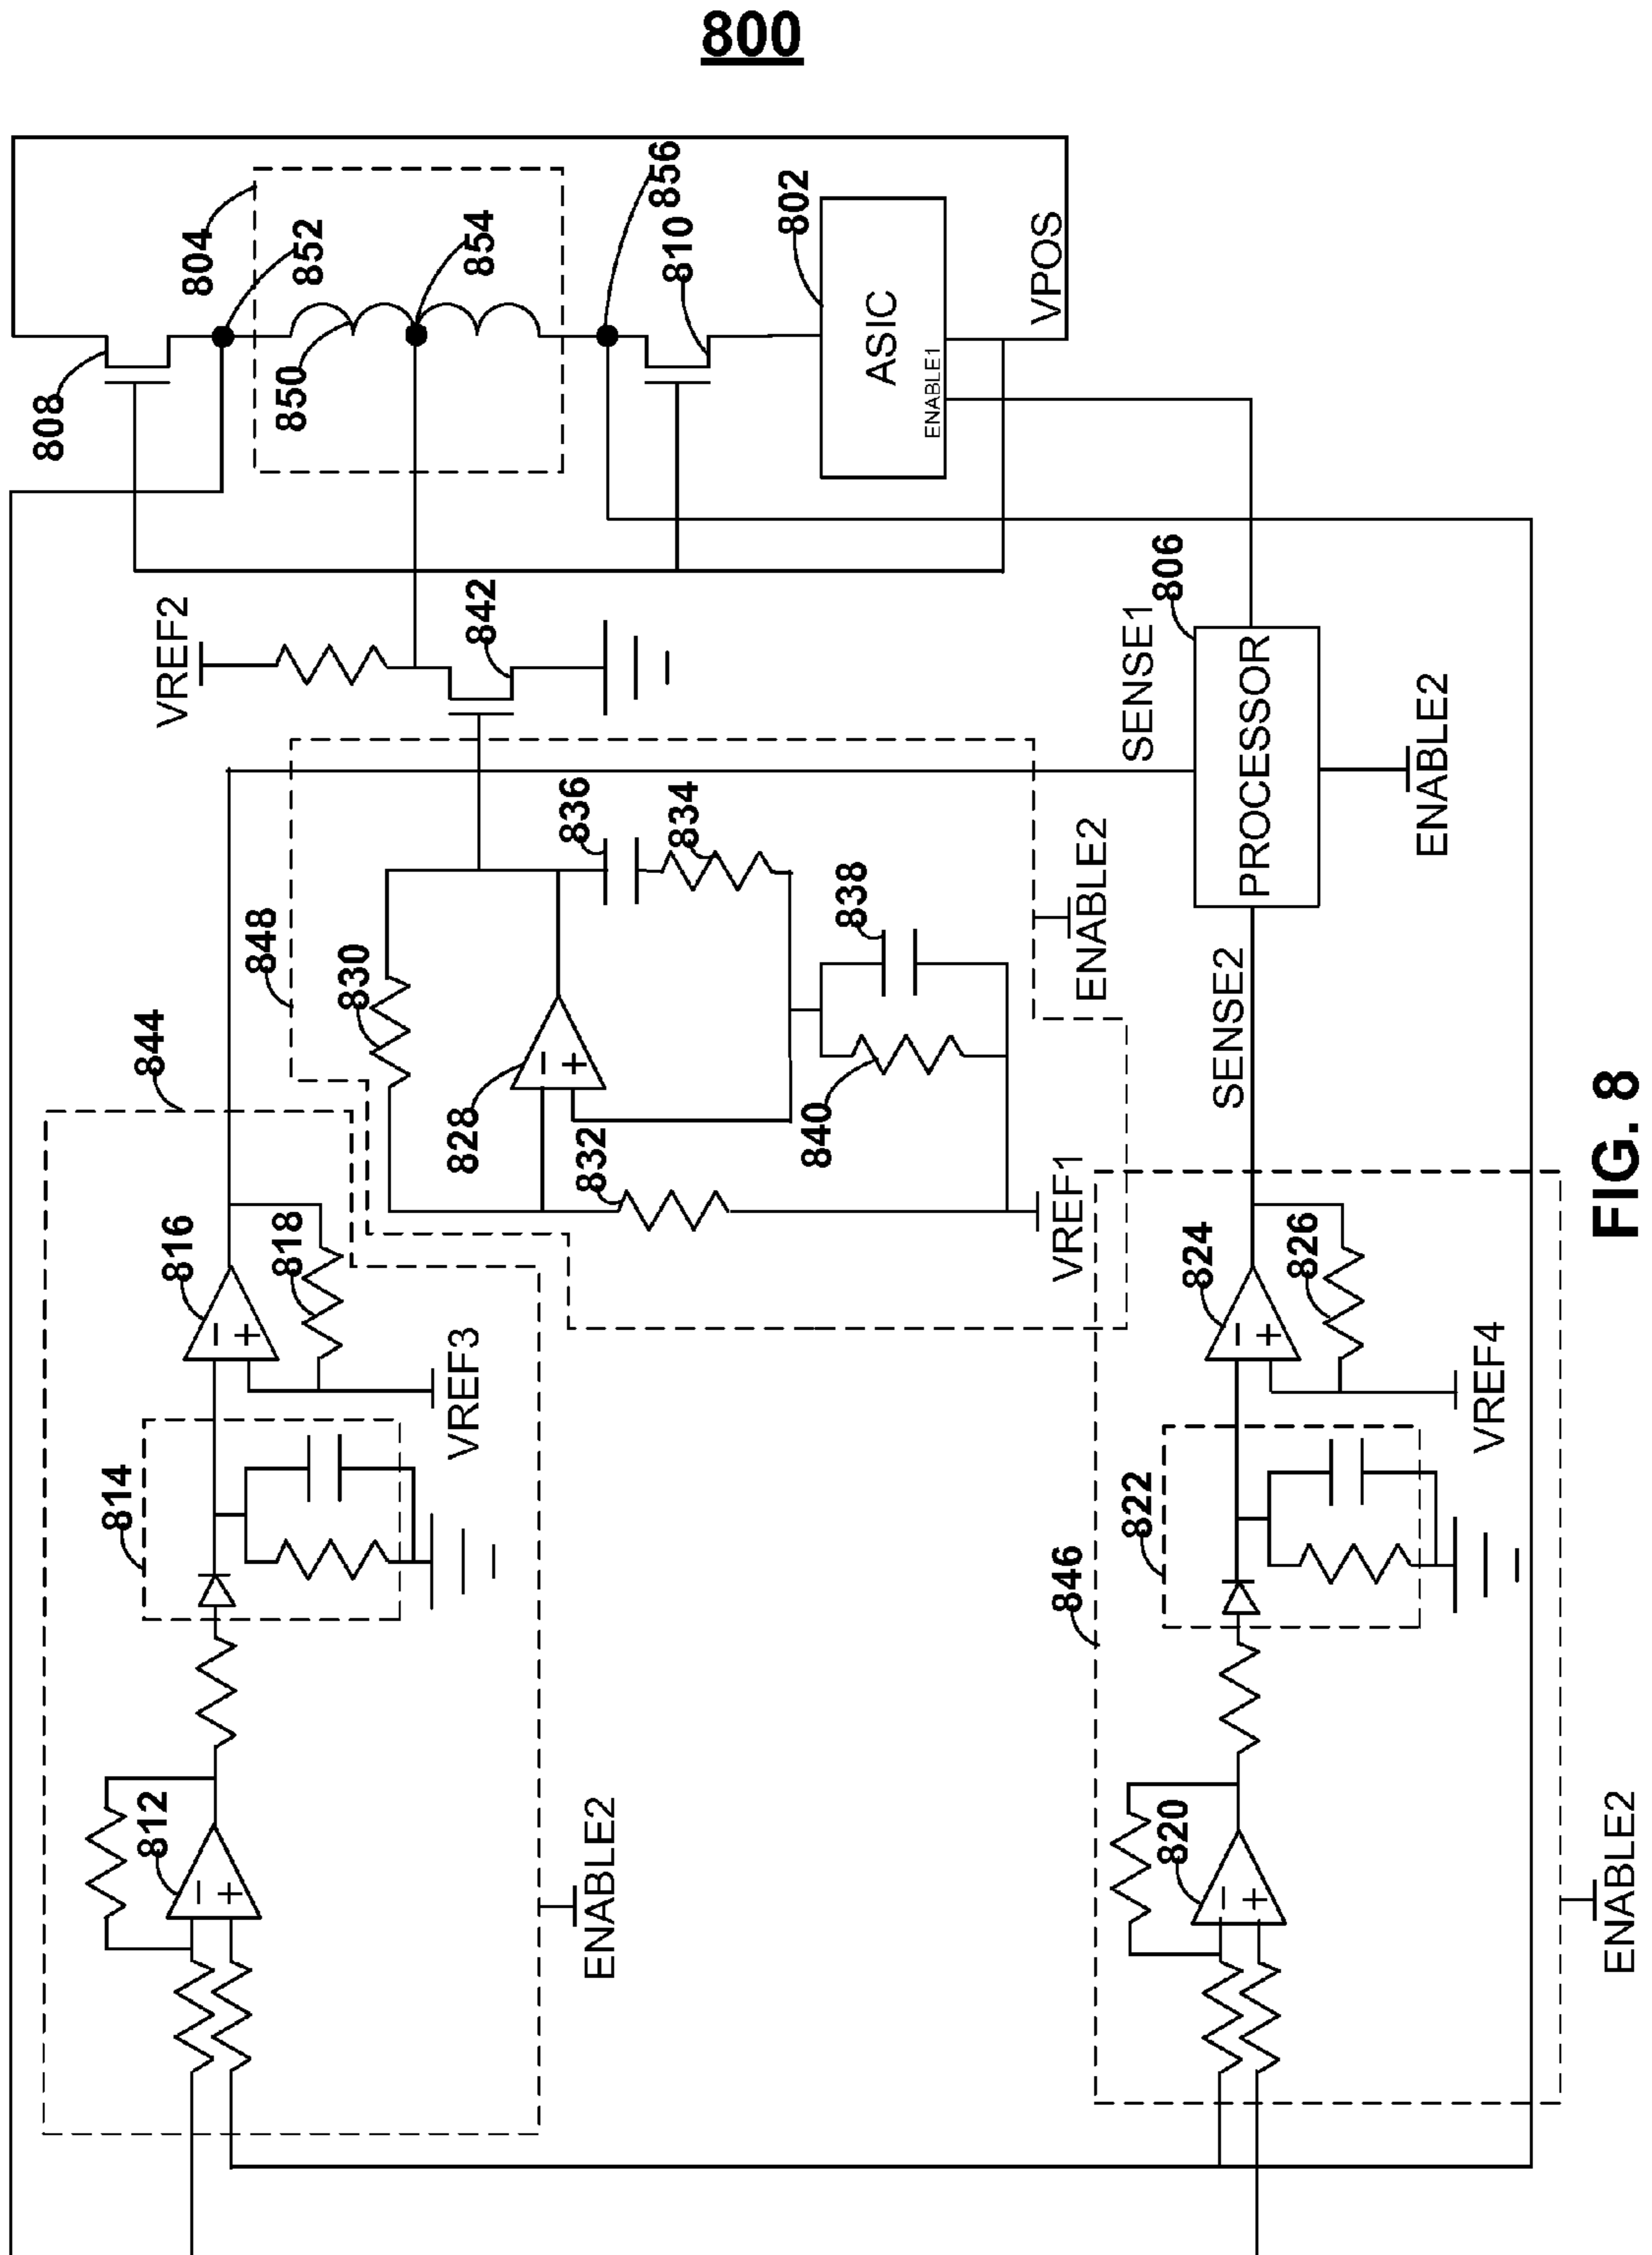 800
804
852
808
850
854
856
810
802
ASIC
ENABLE1
VPOS
VREF2
842
SENSE1
806
PROCESSOR
ENABLE2
836
834
838
848
830
828
832
840
ENABLE2
VREF1
SENSE2
844
816
818
VREF3
814
812
ENABLE2
824
826
VREF4
846
822
820
ENABLE2
− +
− +
− +
− +
− +
FIG. 8